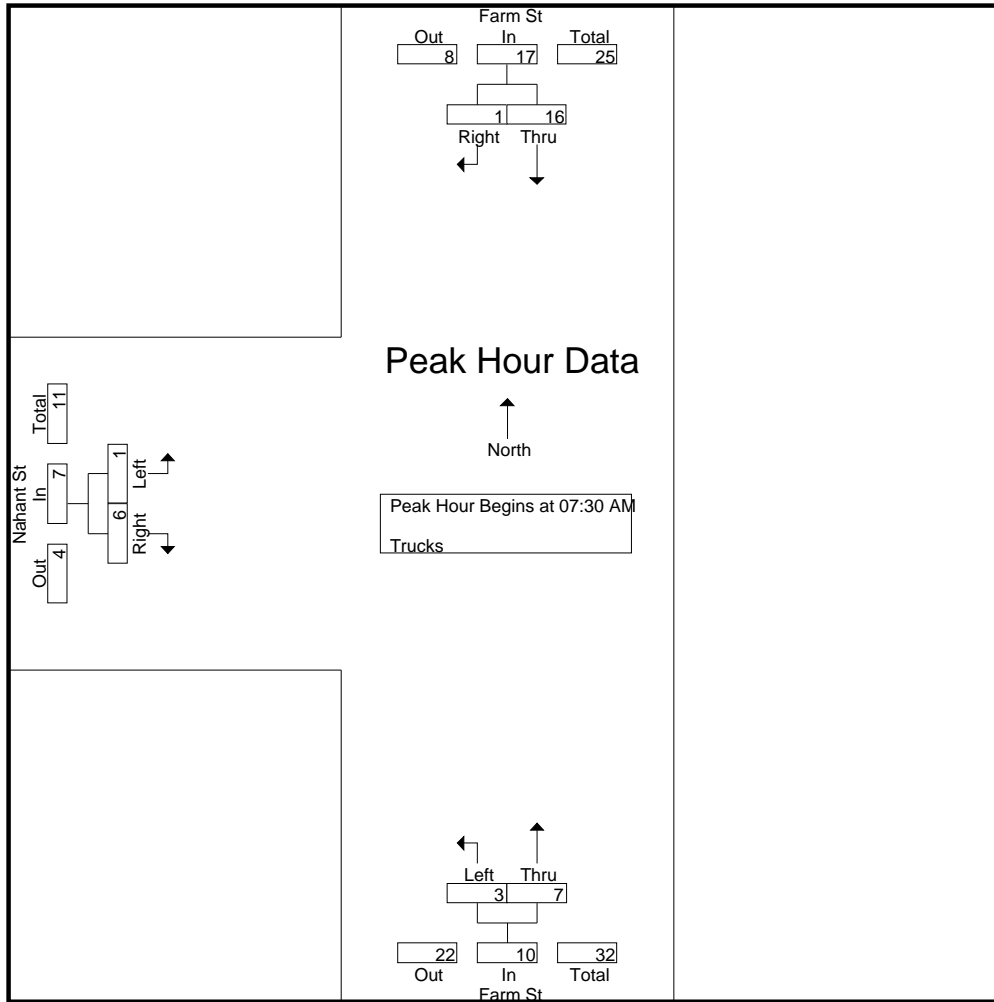 Farm St
Out In Total
8 17 25
1 16
Right Thru
Peak Hour Data
North
Peak Hour Begins at 07:30 AM
Trucks
Nahant St
Out In Total
4 7 11
6 1
Right Left
Left Thru
3 7
22 10 32
Out In Total
Farm St